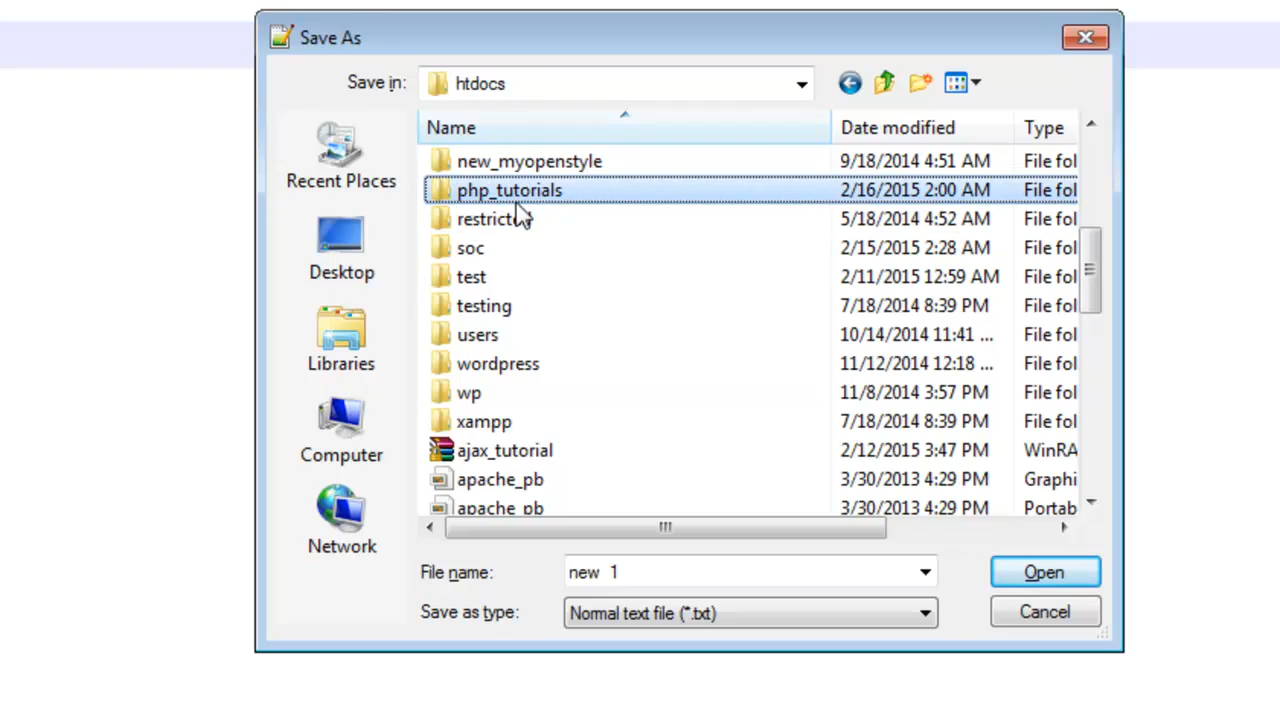 Save As
Save in: htdocs
Name Date modified Type
Recent Places
Desktop
Libraries
Computer
Network
new_myopenstyle 9/18/2014 4:51 AM File fol
php_tutorials 2/16/2015 2:00 AM File fol
5/18/2014 4:52 AM File fol
soc 2/15/2015 2:28 AM File fol
test 2/11/2015 12:59 AM File fol
testing 7/18/2014 8:39 PM File fol
users 10/14/2014 11:41 ... File fol
wordpress 11/12/2014 12:18 ... File fol
wp 11/8/2014 3:57 PM File fol
xampp 7/18/2014 8:39 PM File fol
ajax_tutorial 2/12/2015 3:47 PM WinRA
apache_pb 3/30/2013 4:29 PM Graphi
apache_pb 3/30/2013 4:29 PM Portab
File name: new 1 Open
Save as type: Normal text file (*.txt) Cancel